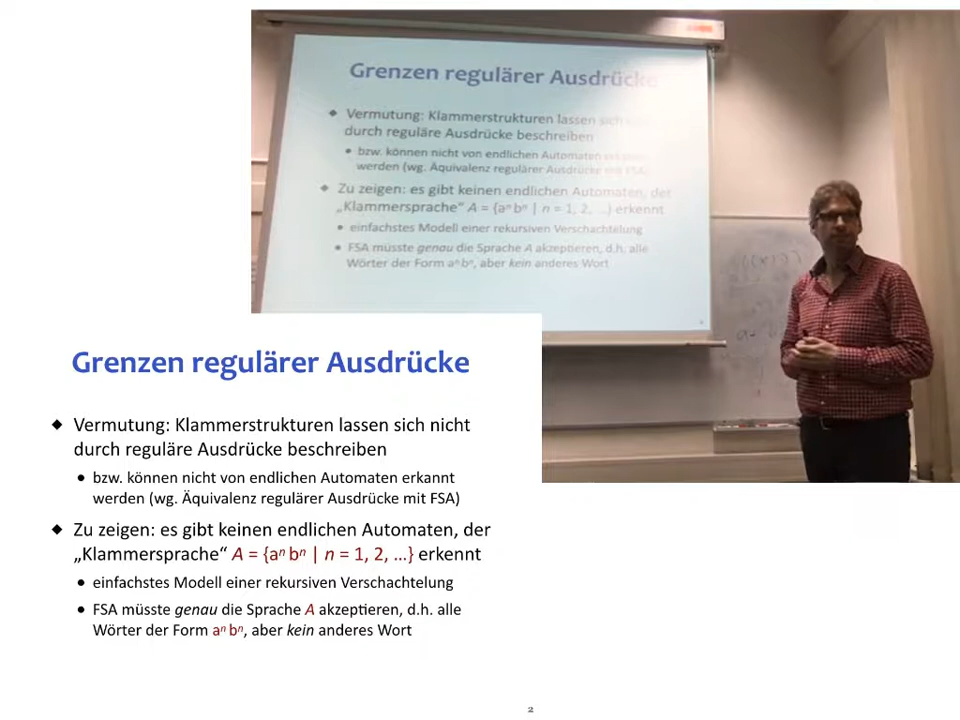 Grenzen regulärer Ausdrücke
Vermutung: Klammerstrukturen lassen sich
durch reguläre Ausdrücke beschreiben
bzw. können nicht von endlichen Automaten
werden (wg. Äquivalenz regulärer Ausdrücke mit FSA)
Zu zeigen: es gibt keinen endlichen Automaten, der
„Klammersprache“ A = {aⁿ bⁿ | n = 1, 2, …} erkennt
einfachstes Modell einer rekursiven Verschachtelung
FSA müsste genau die Sprache A akzeptieren, d.h. alle
Wörter der Form aⁿ bⁿ, aber kein anderes Wort
Grenzen regulärer Ausdrücke
◆ Vermutung: Klammerstrukturen lassen sich nicht
durch reguläre Ausdrücke beschreiben
● bzw. können nicht von endlichen Automaten erkannt
werden (wg. Äquivalenz regulärer Ausdrücke mit FSA)
◆ Zu zeigen: es gibt keinen endlichen Automaten, der
„Klammersprache“ A = {aⁿ bⁿ | n = 1, 2, …} erkennt
● einfachstes Modell einer rekursiven Verschachtelung
● FSA müsste genau die Sprache A akzeptieren, d.h. alle
Wörter der Form aⁿ bⁿ, aber kein anderes Wort
2